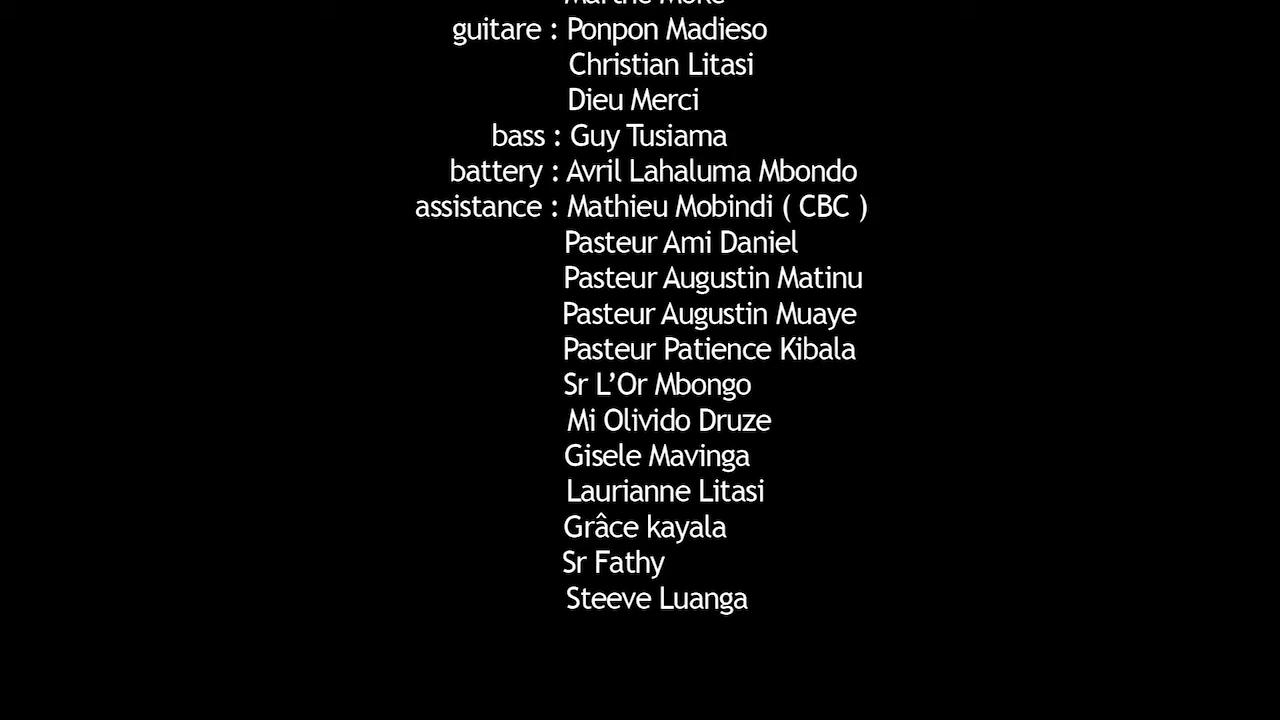 guitare : Ponpon Madieso
Christian Litasi
Dieu Merci
bass : Guy Tusiama
battery : Avril Lahaluma Mbondo
assistance : Mathieu Mobindi ( CBC )
Pasteur Ami Daniel
Pasteur Augustin Matinu
Pasteur Augustin Muaye
Pasteur Patience Kibala
Sr L’Or Mbongo
Mi Olivido Druze
Gisele Mavinga
Laurianne Litasi
Grâce kayala
Sr Fathy
Steeve Luanga